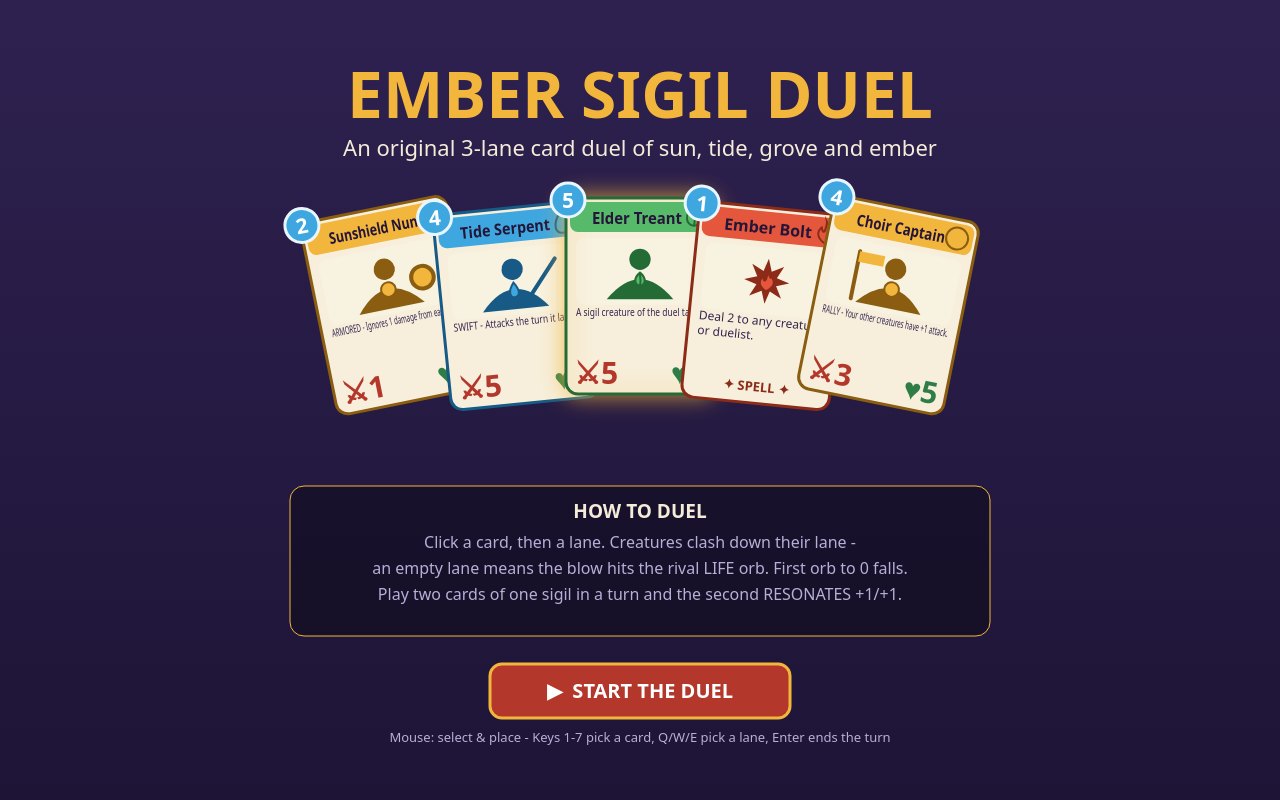 EMBER SIGIL DUEL
An original 3-lane card duel of sun, tide, grove and ember
2
Sunshield Nun
ARMORED - Ignores 1 damage from
⚔1
4
Tide Serpent
SWIFT - Attacks the turn it
⚔5
5
Elder Treant
A sigil creature of the duel
⚔5
1
Ember Bolt
Deal 2 to any
or duelist.
✦ SPELL ✦
4
Choir Captain
RALLY - Your other creatures have +1 attack.
⚔3
♥5
HOW TO DUEL
Click a card, then a lane. Creatures clash down their lane -
an empty lane means the blow hits the rival LIFE orb. First orb to 0 falls.
Play two cards of one sigil in a turn and the second RESONATES +1/+1.
▶ START THE DUEL
Mouse: select & place - Keys 1-7 pick a card, Q/W/E pick a lane, Enter ends the turn